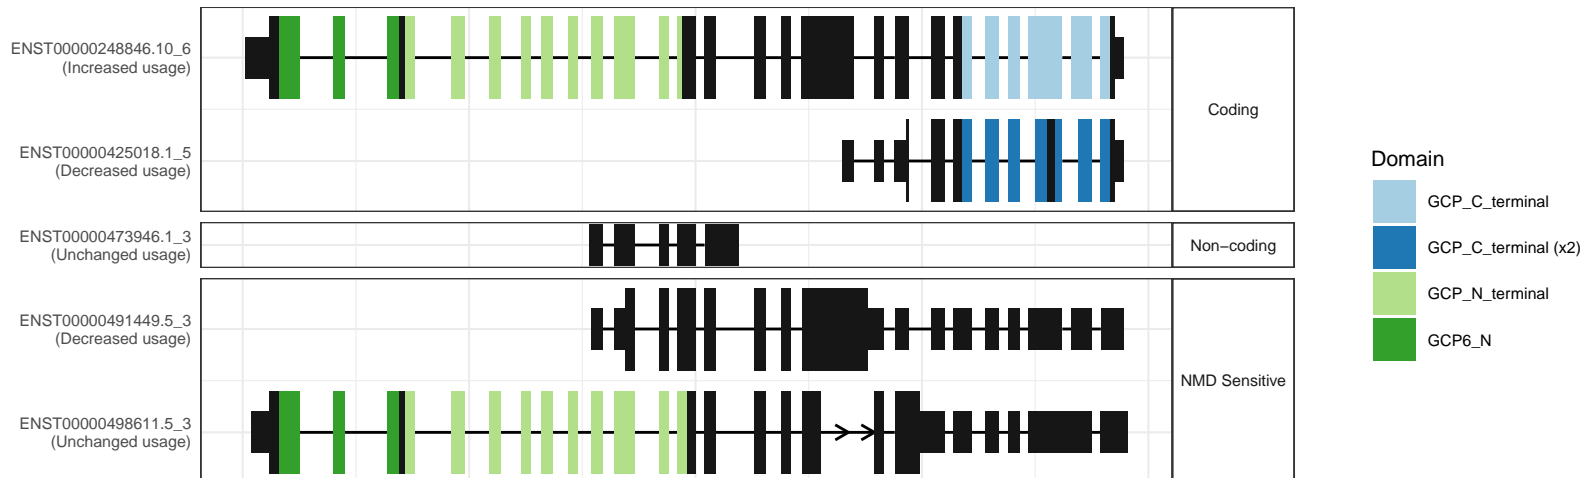 ENST00000248846.10_6
(Increased usage)
ENST00000425018.1_5
(Decreased usage)
Coding
ENST00000473946.1_3
(Unchanged usage)
Non−coding
ENST00000491449.5_3
(Decreased usage)
NMD Sensitive
ENST00000498611.5_3
(Unchanged usage)
Domain
GCP_C_terminal
GCP_C_terminal (x2)
GCP_N_terminal
GCP6_N